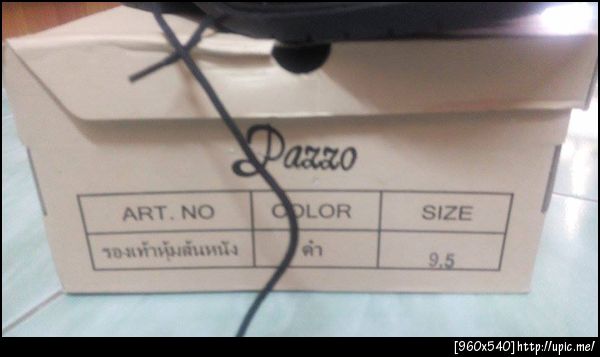 Pazzo
ART. NO COLOR SIZE
รองเท้าหุ้มส้นหนัง ดำ 9.5
[960x540]http://upic.me/